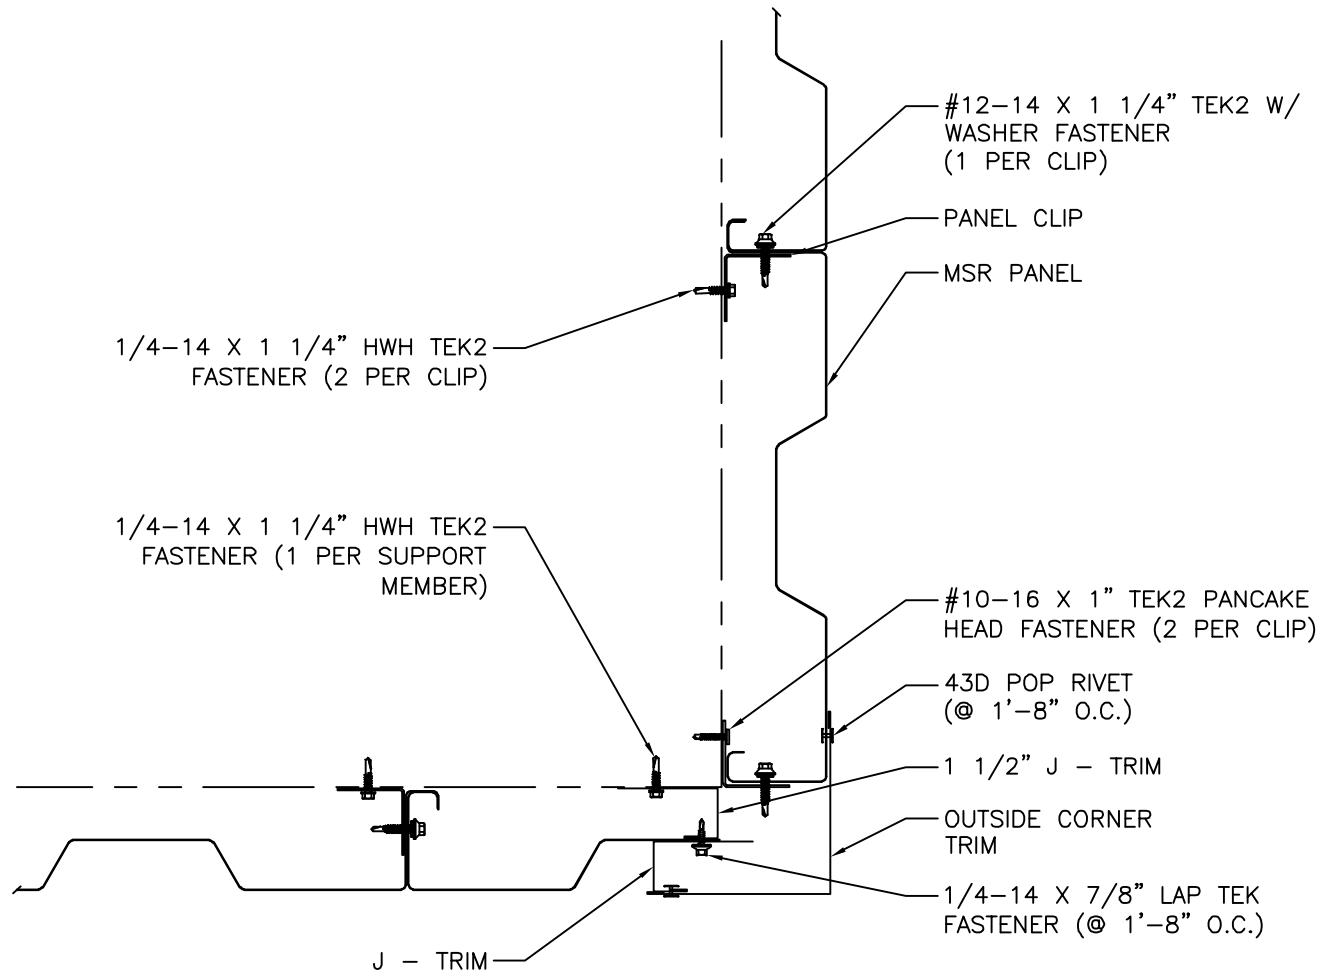 #12-14 X 1 1/4” TEK2 W/
WASHER FASTENER
(1 PER CLIP)
PANEL CLIP
MSR PANEL
1/4-14 X 1 1/4” HWH TEK2
FASTENER (2 PER CLIP)
1/4-14 X 1 1/4” HWH TEK2
FASTENER (1 PER SUPPORT
MEMBER)
#10-16 X 1” TEK2 PANCAKE
HEAD FASTENER (2 PER CLIP)
43D POP RIVET
(@ 1’-8” O.C.)
1 1/2” J - TRIM
OUTSIDE CORNER
TRIM
1/4-14 X 7/8” LAP TEK
FASTENER (@ 1’-8” O.C.)
J - TRIM